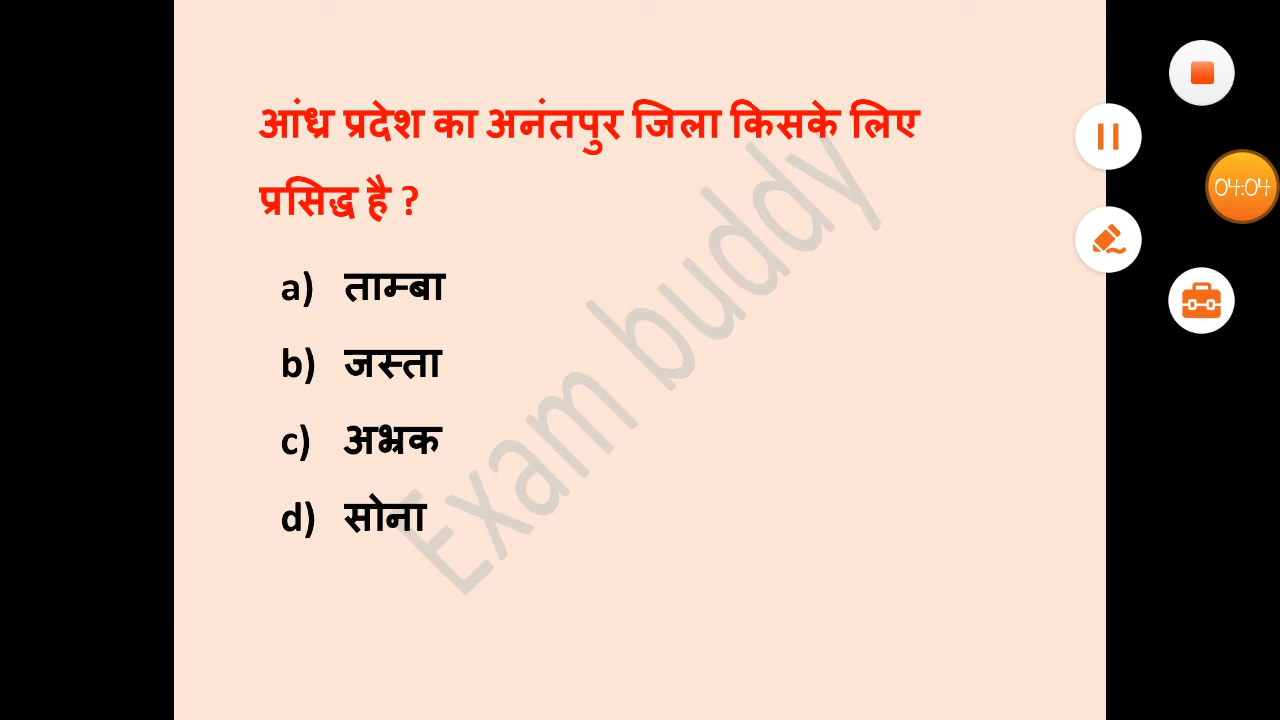 आंध्र प्रदेश का अनंतपुर जिला किसके लिए
प्रसिद्ध है ?
a) ताम्बा
b) जस्ता
c) अभ्रक
d) सोना
Exam buddy
04:04